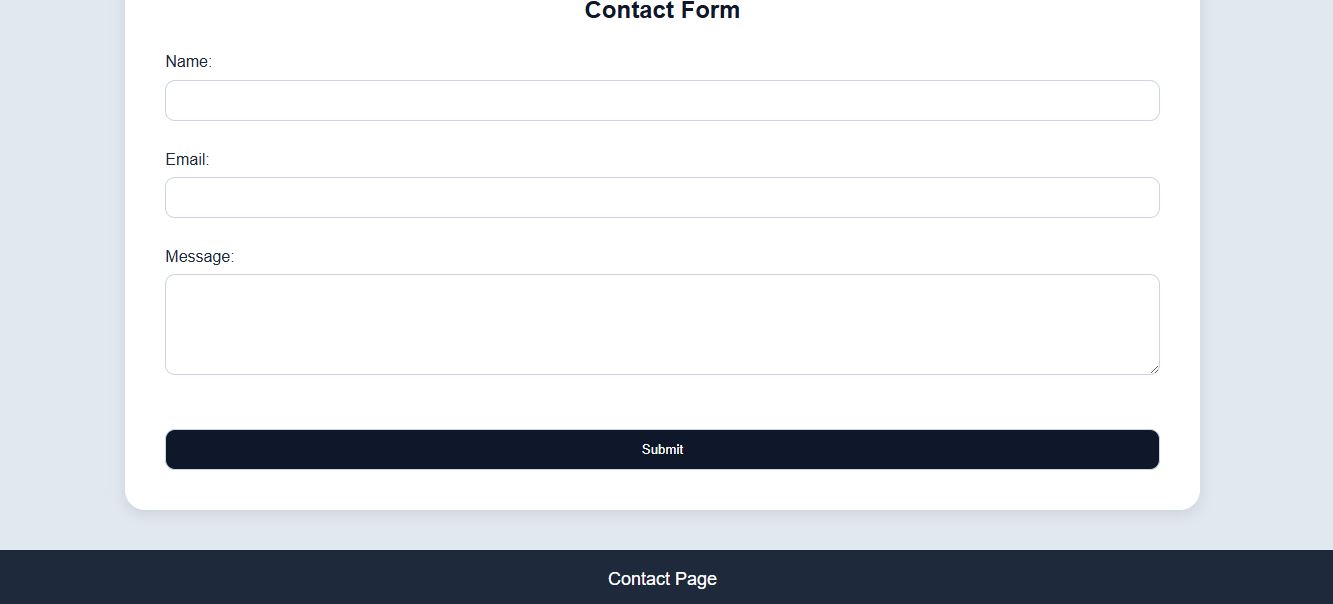 Contact Form
Name:
Email:
Message:
Submit
Contact Page